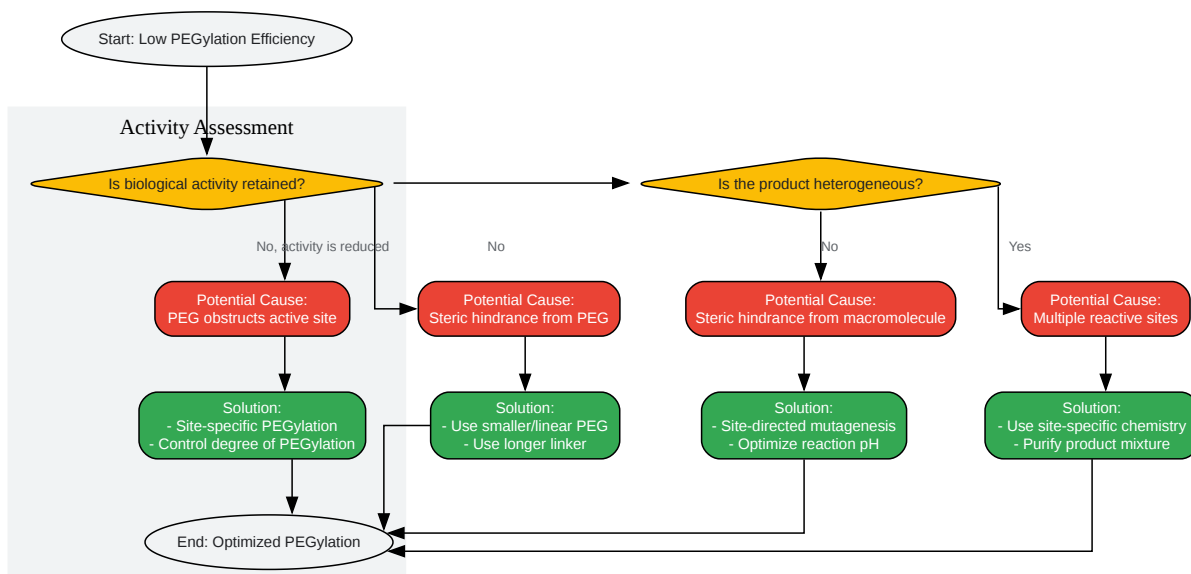 Start: Low PEGylation Efficiency
Activity Assessment
Is biological activity retained?
Is the product heterogeneous?
No, activity is reduced
No
No
Yes
Potential Cause:
PEG obstructs active site
Potential Cause:
Steric hindrance from PEG
Potential Cause:
Steric hindrance from macromolecule
Potential Cause:
Multiple reactive sites
Solution:
- Site-specific PEGylation
- Control degree of PEGylation
Solution:
- Use smaller/linear PEG
- Use longer linker
Solution:
- Site-directed mutagenesis
- Optimize reaction pH
Solution:
- Use site-specific chemistry
- Purify product mixture
End: Optimized PEGylation